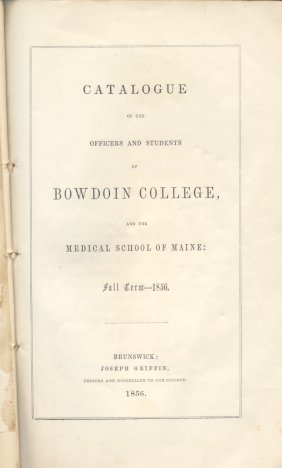 CATALOGUE
OF THE
OFFICERS AND STUDENTS
OF
BOWDOIN COLLEGE,
AND THE
MEDICAL SCHOOL OF MAINE:
Fall Term---1856.
BRUNSWICK:
JOSEPH GRIFFIN,
PRINTER AND BOOKSELLER TO THE COLLEGE.
1856.